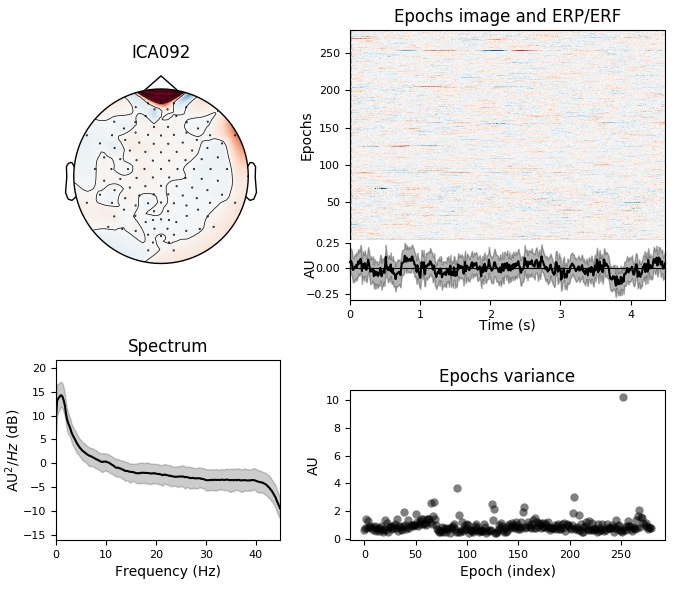 ICA092
Epochs image and ERP/ERF
Epochs
250
200
150
100
50
AU
0.25
0.00
−0.25
0 1 2 3 4
Time (s)
Spectrum
AU²/Hz (dB)
20
15
10
5
0
−5
−10
−15
0 10 20 30 40
Frequency (Hz)
Epochs variance
AU
10
8
6
4
2
0
0 50 100 150 200 250
Epoch (index)